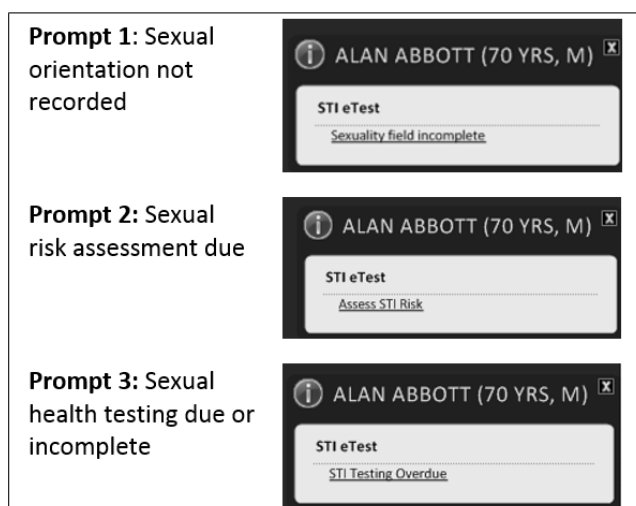 Prompt 1: Sexual
orientation not
recorded
ALAN ABBOTT (70 YRS, M) X
STI eTest
Sexuality field incomplete
Prompt 2: Sexual
risk assessment due
ALAN ABBOTT (70 YRS, M) X
STI eTest
Assess STI Risk
Prompt 3: Sexual
health testing due or
incomplete
ALAN ABBOTT (70 YRS, M) X
STI eTest
STI Testing Overdue